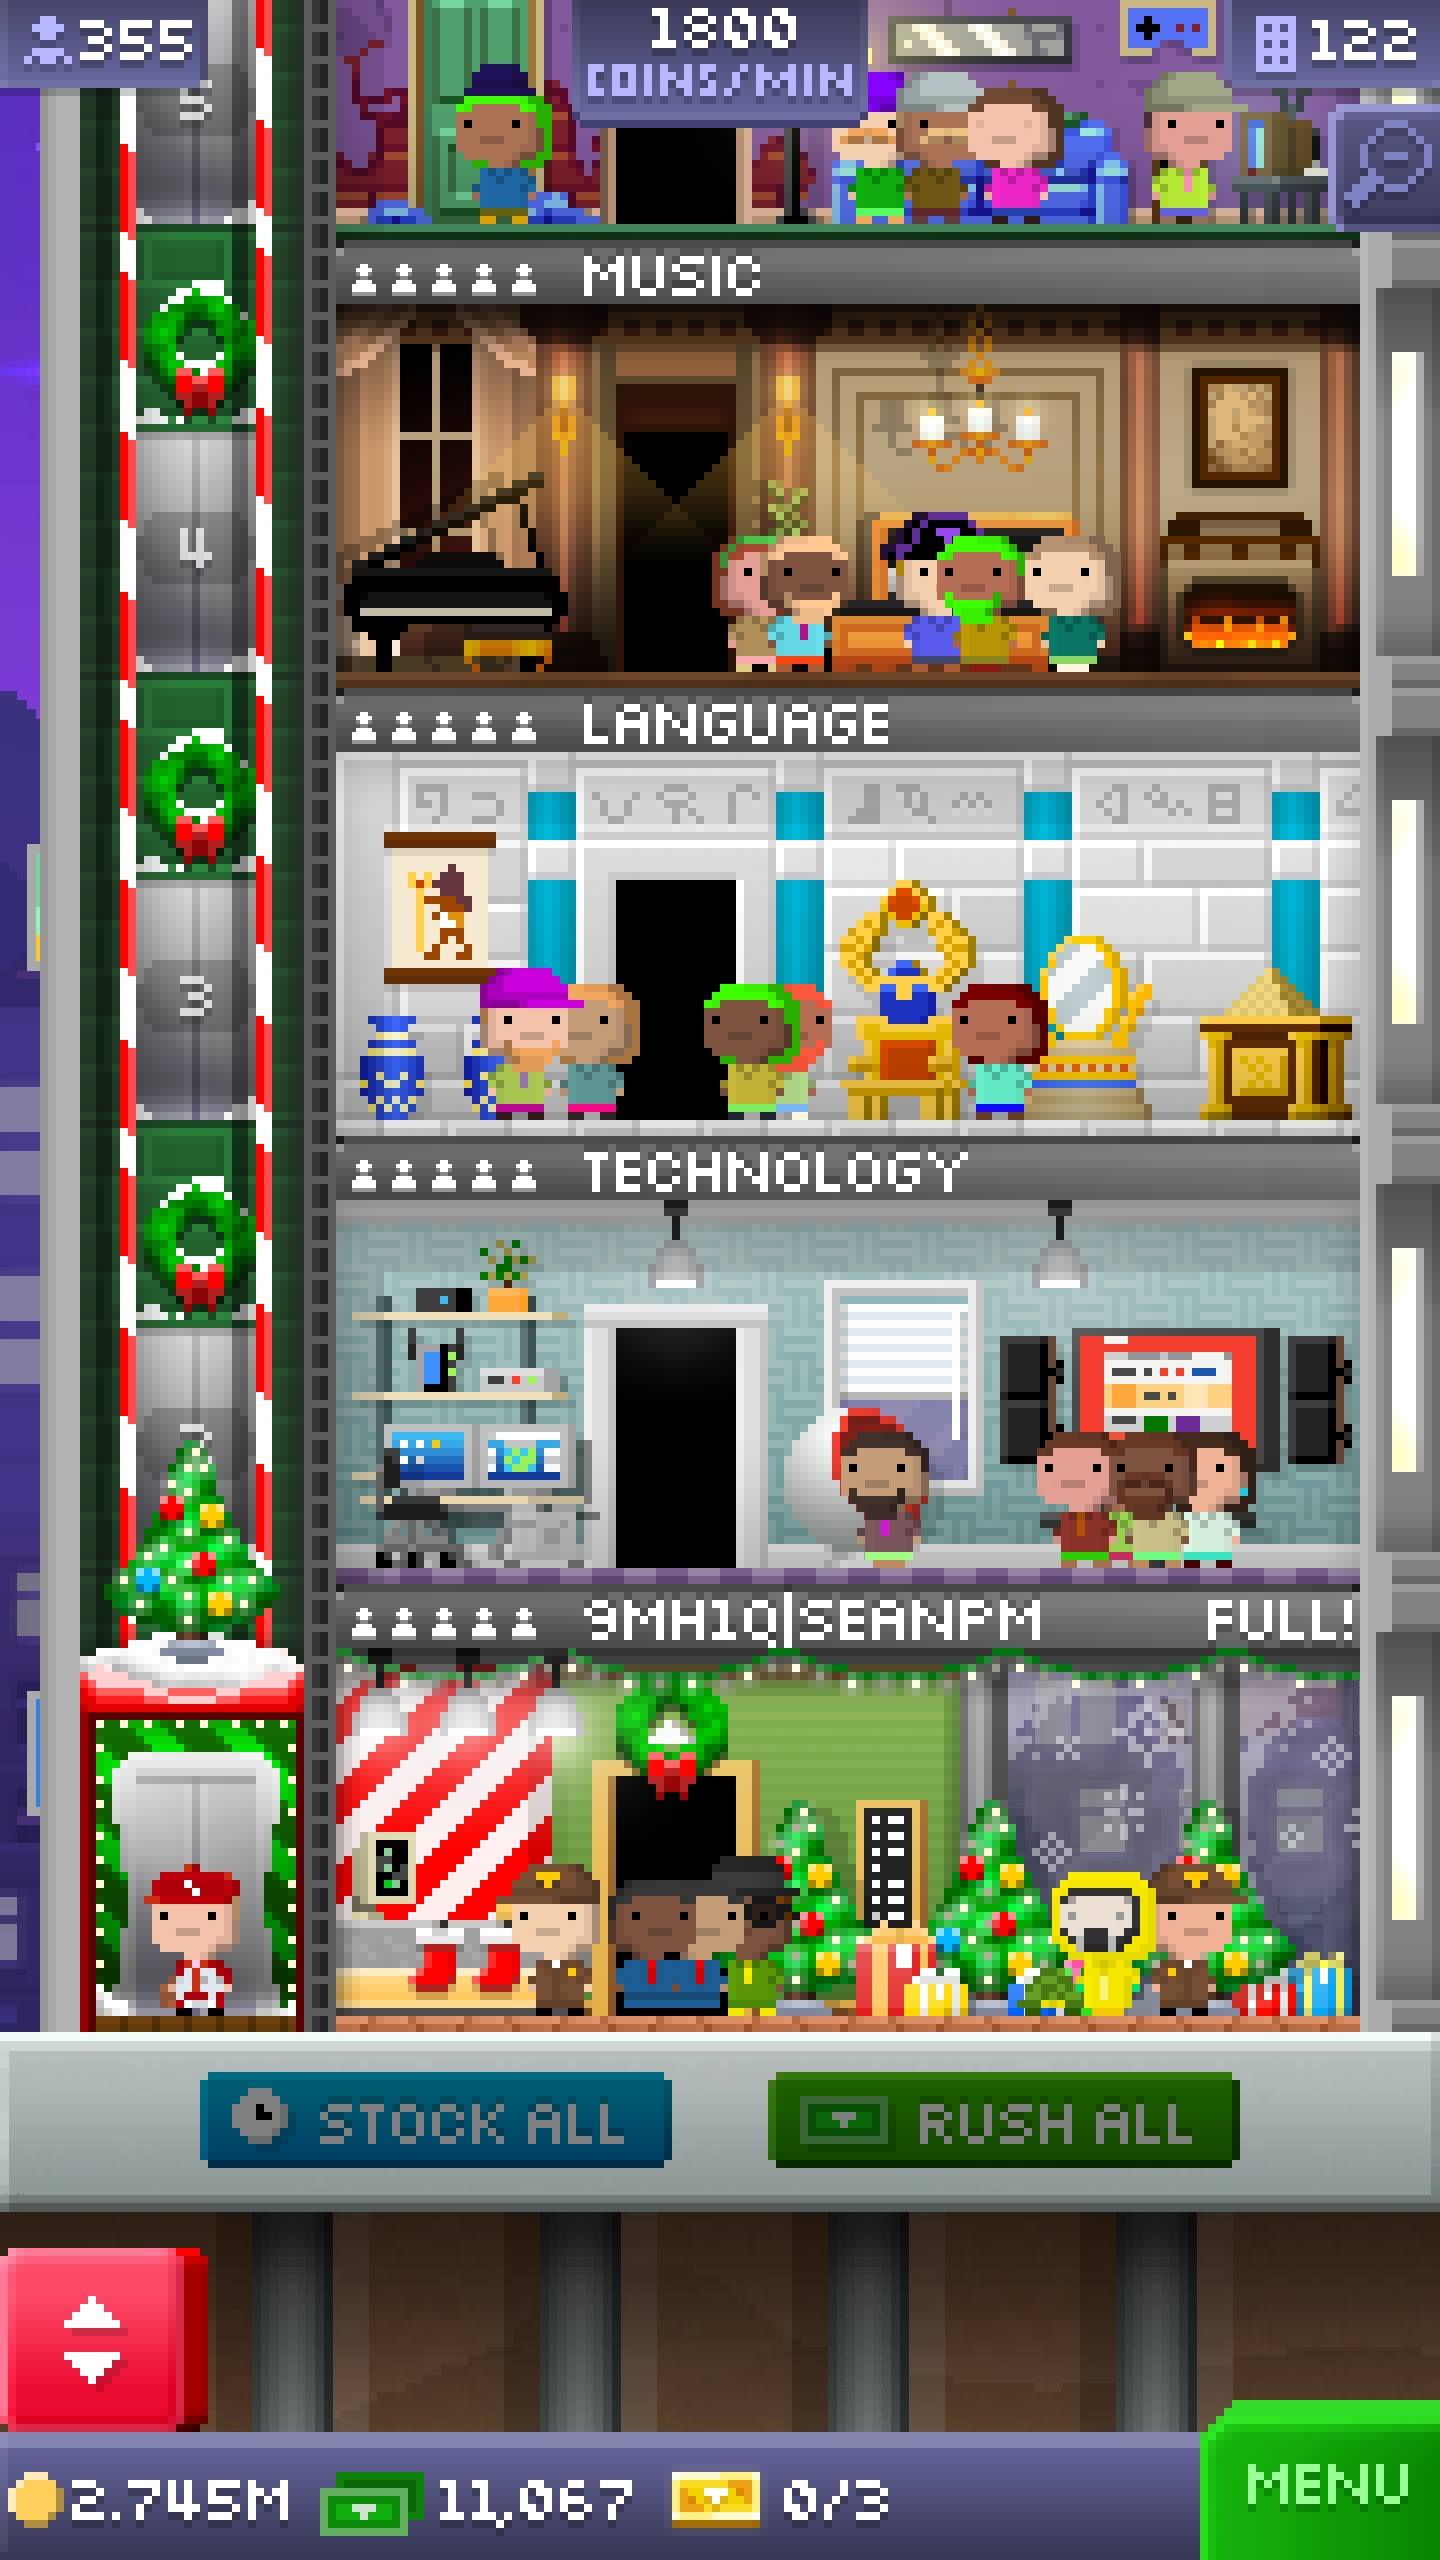 355
1800
COINS/MIN
122
5
MUSIC
4
LANGUAGE
3
TECHNOLOGY
2
9MH1Q|SEANPM FULL!
STOCK ALL
RUSH ALL
2.745M
11,067
0/3
MENU